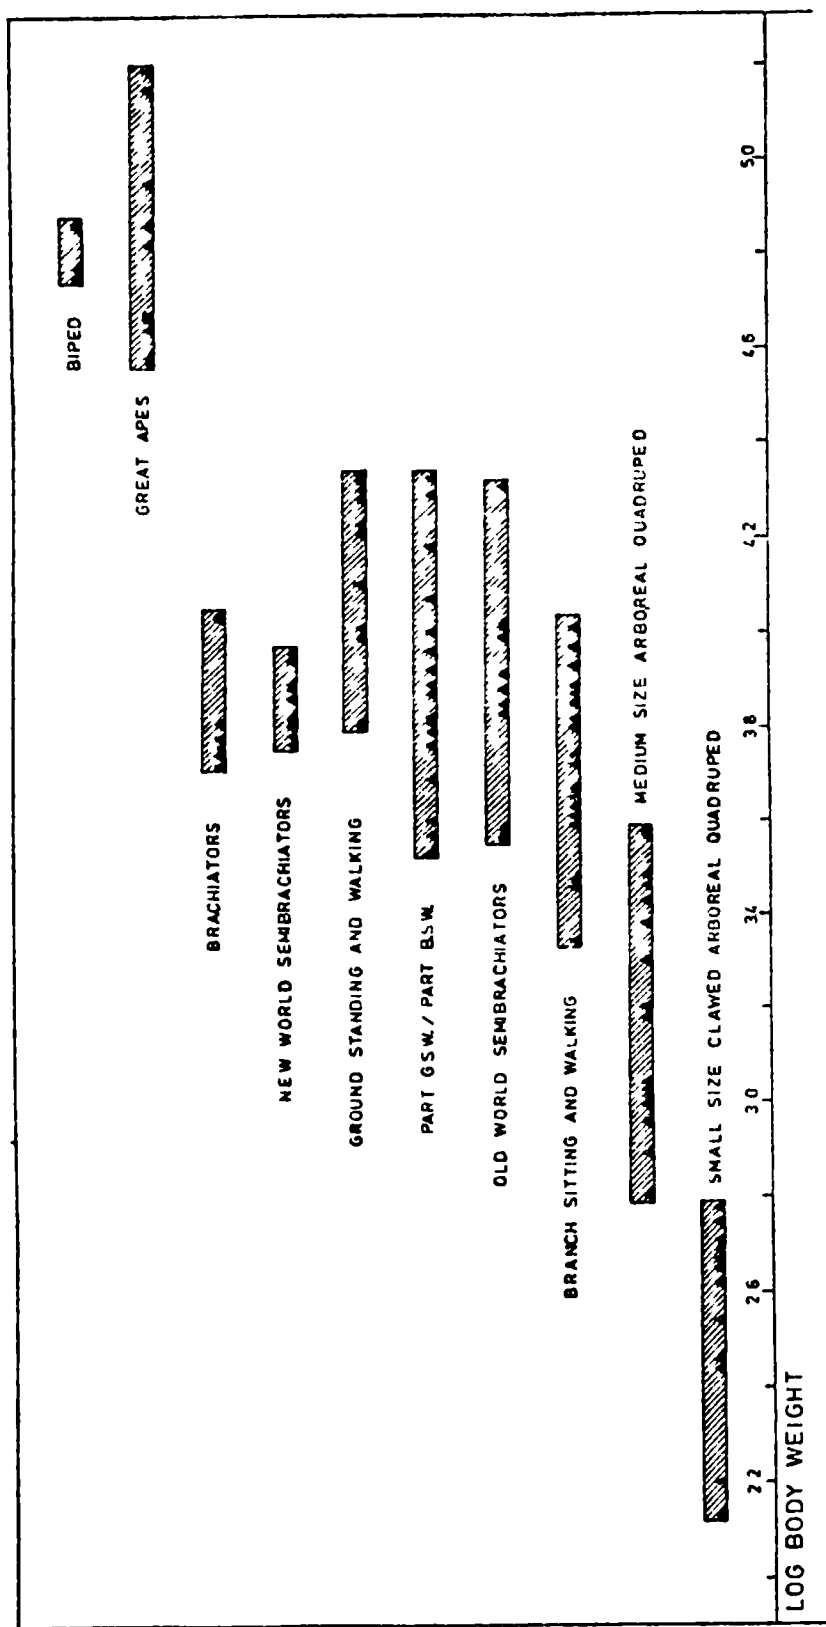 BIPED
GREAT APES
BRACHIATORS
NEW WORLD SEMIBRACHIATORS
GROUND STANDING AND WALKING
PART G.S.W. / PART B.S.W.
OLD WORLD SEMIBRACHIATORS
BRANCH SITTING AND WALKING
MEDIUM SIZE ARBOREAL QUADRUPED
SMALL SIZE CLAWED ARBOREAL QUADRUPED
2.2 2.6 3.0 3.4 3.8 4.2 4.6 5.0
LOG BODY WEIGHT